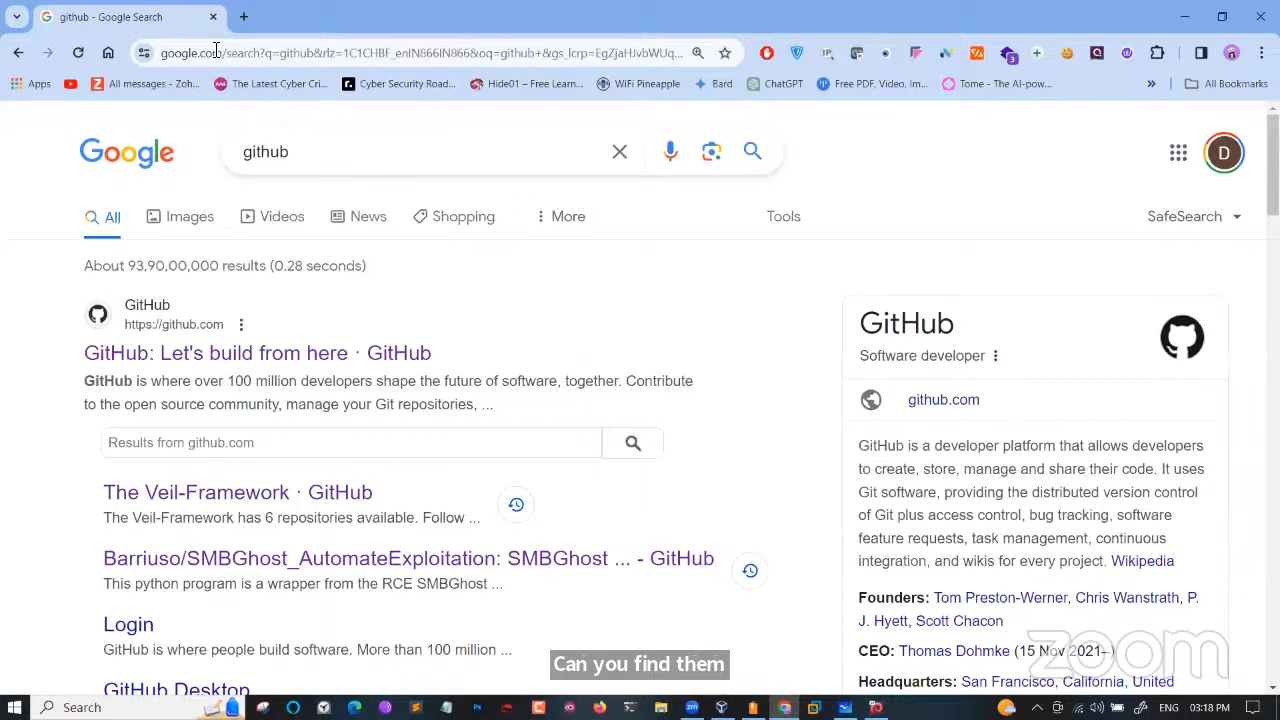 github - Google Search
google.com/search?q=github&rlz=1C1CHBF_enIN866IN866&oq=github+&gs_lcrp=EgZjaHJvbWUq...
Apps
All messages - Zoh...
The Latest Cyber Cri...
Cyber Security Road...
Hide01 – Free Learn...
WiFi Pineapple
Bard
ChatGPT
Free PDF, Video, Im...
Tome - The AI-pow...
»
All Bookmarks
Google
github
D
All
Images
Videos
News
Shopping
More
Tools
SafeSearch
About 93,90,00,000 results (0.28 seconds)
GitHub
https://github.com
GitHub: Let's build from here · GitHub
GitHub is where over 100 million developers shape the future of software, together. Contribute
to the open source community, manage your Git repositories, ...
Results from github.com
The Veil-Framework · GitHub
The Veil-Framework has 6 repositories available. Follow ...
Barriuso/SMBGhost_AutomateExploitation: SMBGhost ... - GitHub
This python program is a wrapper from the RCE SMBGhost ...
Login
GitHub is where people build software. More than 100 million ...
GitHub Desktop
GitHub
Software developer
github.com
GitHub is a developer platform that allows developers
to create, store, manage and share their code. It uses
Git software, providing the distributed version control
of Git plus access control, bug tracking, software
feature requests, task management, continuous
integration, and wikis for every project. Wikipedia
Founders: Tom Preston-Werner, Chris Wanstrath, P.
J. Hyett, Scott Chacon
CEO: Thomas Dohmke (15 Nov 2021–)
Headquarters: San Francisco, California, United
zoom
Can you find them
Search
ENG
03:18 PM